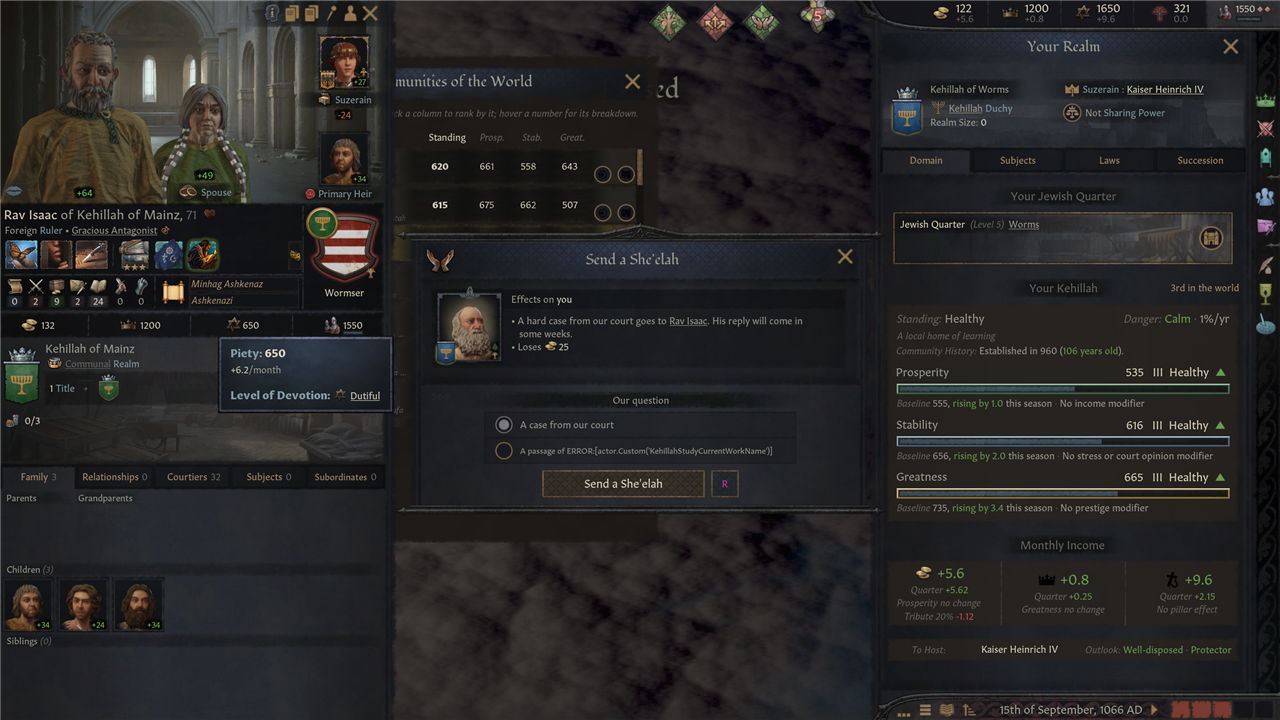 +27
Suzerain
-24
+34
Primary Heir
+64
+49
Spouse
Rav Isaac of Kehillah of Mainz, 71
Foreign Ruler • Gracious Antagonist
0
2
9
2
24
0
0
Minhag Ashkenaz
Ashkenazi
Wormser
132
1200
650
1550
Kehillah of Mainz
Communal Realm
1 Title
0/3
Piety: 650
+6.2/month
Level of Devotion: Dutiful
Family 3
Relationships 0
Courtiers 32
Subjects 0
Subordinates 0
Parents
Grandparents
Children (3)
+34
+24
+34
Siblings (0)
5
ed
munities of the World
ck a column to rank by it; hover a number for its breakdown.
Standing
Prosp.
Stab.
Great.
620
661
558
643
615
675
662
507
Send a She'elah
Effects on you
• A hard case from our court goes to Rav Isaac. His reply will come in
some weeks.
• Loses 25
Our question
A case from our court
A passage of ERROR:[actor.Custom('KehillahStudyCurrentWorkName')]
Send a She'elah
R
122
+5.6
1200
+0.8
1650
+9.6
321
0.0
1550
Your Realm
Kehillah of Worms
Kehillah Duchy
Realm Size: 0
Suzerain : Kaiser Heinrich IV
Not Sharing Power
Domain
Subjects
Laws
Succession
Your Jewish Quarter
Jewish Quarter (Level 5) Worms
Your Kehillah
3rd in the world
Standing: Healthy
Danger: Calm · 1%/yr
A local home of learning
Community History: Established in 960 (106 years old).
Prosperity
535 III Healthy
Baseline 555, rising by 1.0 this season · No income modifier
Stability
616 III Healthy
Baseline 656, rising by 2.0 this season · No stress or court opinion modifier
Greatness
665 III Healthy
Baseline 735, rising by 3.4 this season · No prestige modifier
Monthly Income
+5.6
Quarter +5.62
Prosperity no change
Tribute 20% -1.12
+0.8
Quarter +0.25
Greatness no change
+9.6
Quarter +2.15
No pillar effect
To Host:
Kaiser Heinrich IV
Outlook: Well-disposed · Protector
15th of September, 1066 AD